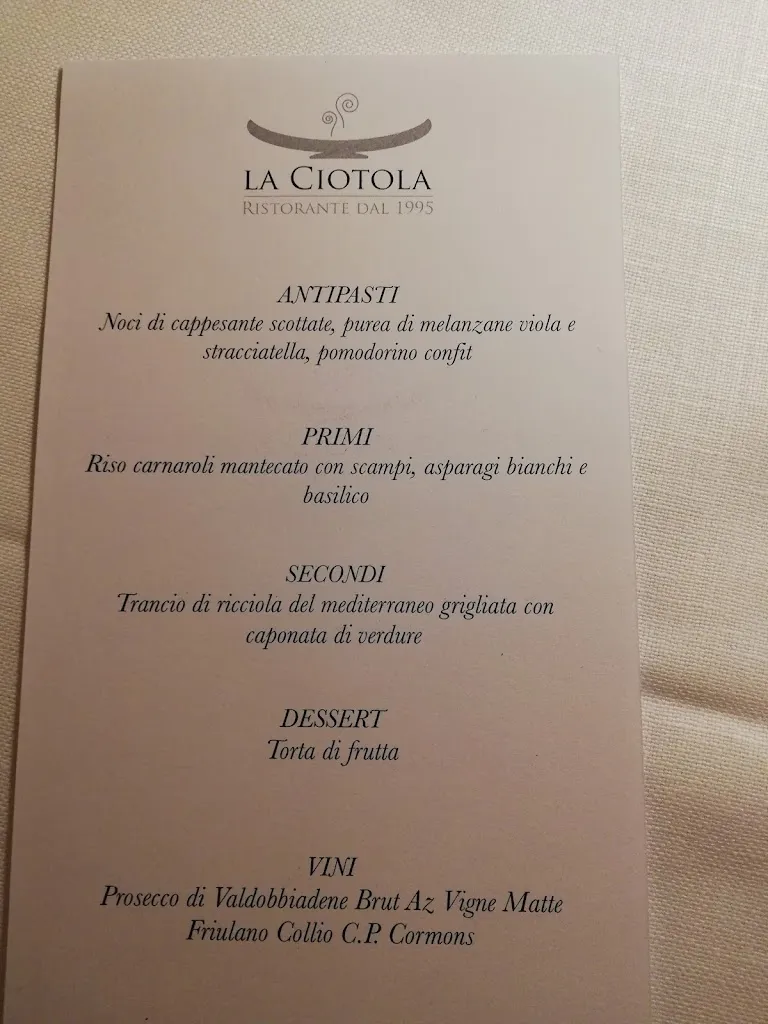 LA CIOTOLA
RISTORANTE DAL 1995
ANTIPASTI
Noci di cappesante scottate, purea di melanzane viola e
stracciatella, pomodorino confit
PRIMI
Riso carnaroli mantecato con scampi, asparagi bianchi e
basilico
SECONDI
Trancio di ricciola del mediterraneo grigliata con
caponata di verdure
DESSERT
Torta di frutta
VINI
Prosecco di Valdobbiadene Brut Az Vigne Matte
Friulano Collio C.P. Cormons